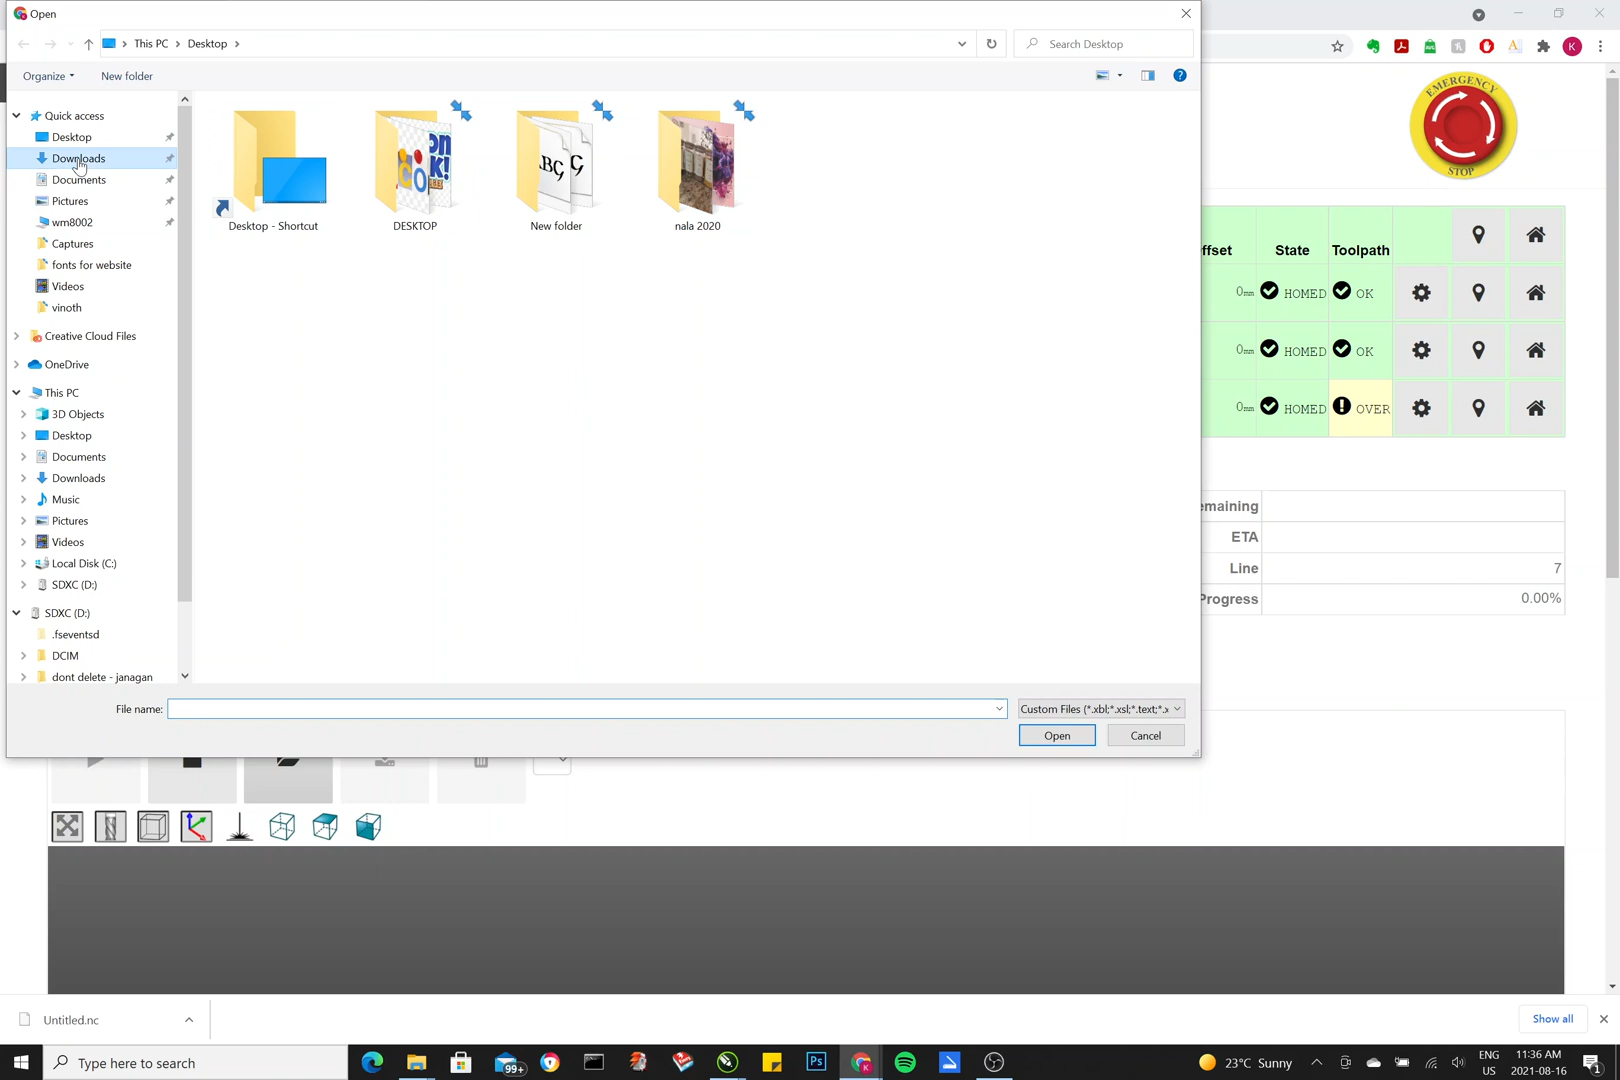 Open
This PC
Desktop
Search Desktop
Organize
New folder
Quick access
Desktop
Downloads
Documents
Pictures
wm8002
Captures
fonts for website
Videos
vinoth
Creative Cloud Files
OneDrive
This PC
3D Objects
Desktop
Documents
Downloads
Music
Pictures
Videos
Local Disk (C:)
SDXC (D:)
SDXC (D:)
.fseventsd
DCIM
dont delete - janagan
Desktop - Shortcut
DESKTOP
New folder
nala 2020
File name:
Custom Files (*.xbl;*.xsl;*.text;*.x
Open
Cancel
K
EMERGENCY
STOP
ffset
State
Toolpath
0mm
HOMED
OK
0mm
HOMED
OK
0mm
HOMED
OVER
emaining
ETA
Line
7
Progress
0.00%
Untitled.nc
Show all
Type here to search
99+
Ps
23°C Sunny
ENG
US
11:36 AM
2021-08-16
1